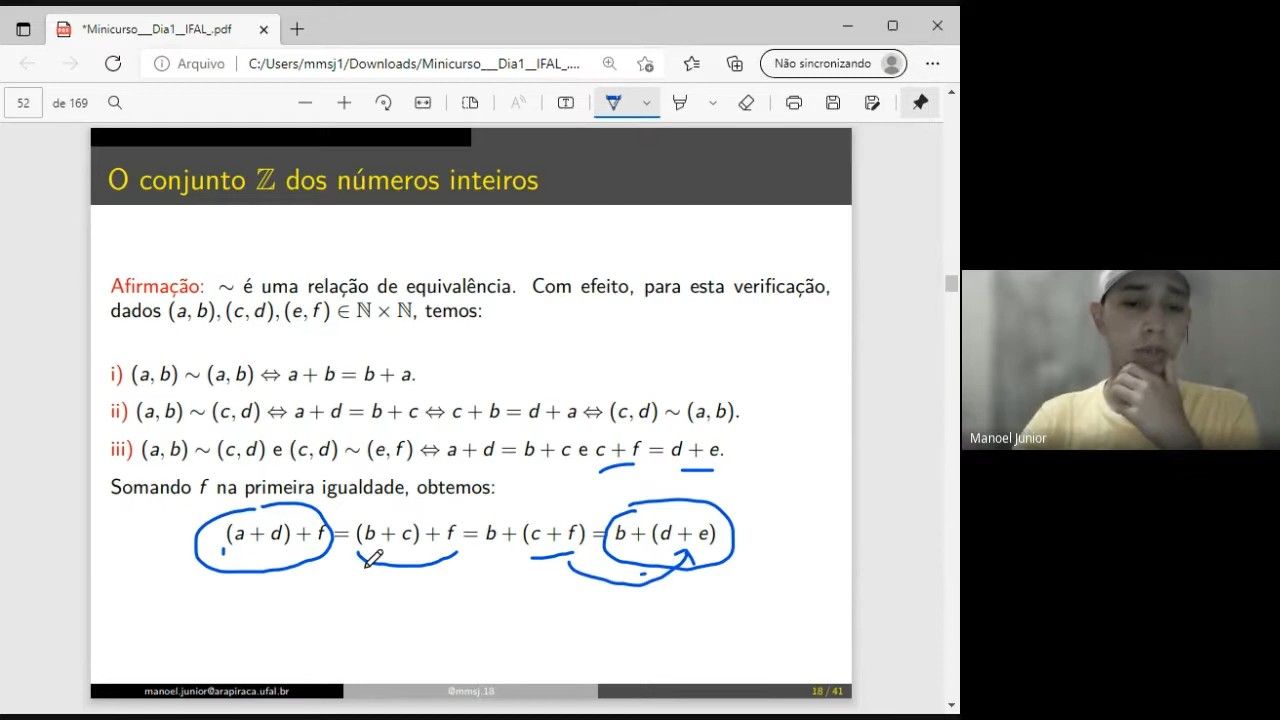 *Minicurso___Dia1__IFAL_.pdf
Arquivo
C:/Users/mmsj1/Downloads/Minicurso__Dia1__IFAL_....
Não sincronizando
52
de 169
O conjunto ℤ dos números inteiros
Afirmação: ∼ é uma relação de equivalência. Com efeito, para esta verificação,
dados (a, b), (c, d), (e, f) ∈ ℕ × ℕ, temos:
i) (a, b) ∼ (a, b) ⇔ a + b = b + a.
ii) (a, b) ∼ (c, d) ⇔ a + d = b + c ⇔ c + b = d + a ⇔ (c, d) ∼ (a, b).
iii) (a, b) ∼ (c, d) e (c, d) ∼ (e, f) ⇔ a + d = b + c e c + f = d + e.
Somando f na primeira igualdade, obtemos:
(a + d) + f = (b + c) + f = b + (c + f) = b + (d + e)
manoel.junior@arapiraca.ufal.br
@mmsj.18
18 / 41
Manoel Junior